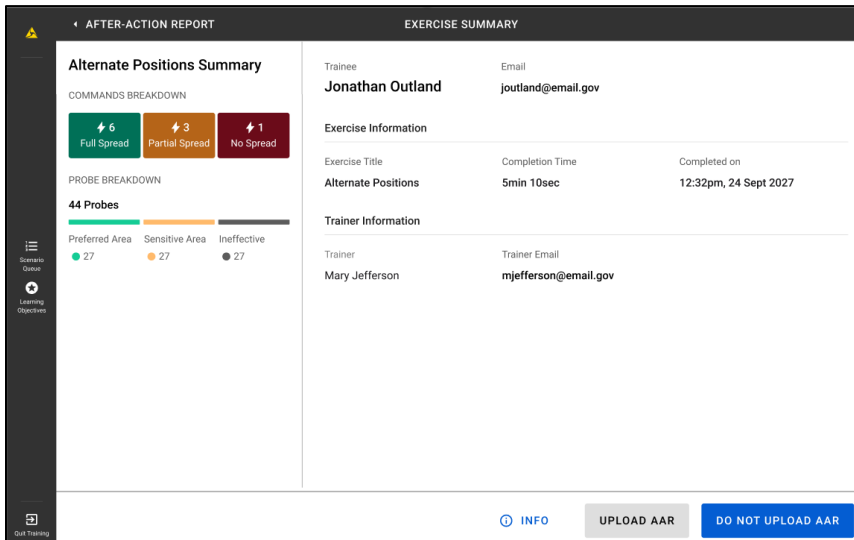 AFTER-ACTION REPORT
EXERCISE SUMMARY
Alternate Positions Summary
COMMANDS BREAKDOWN
6
Full Spread
3
Partial Spread
1
No Spread
PROBE BREAKDOWN
44 Probes
Preferred Area
27
Sensitive Area
27
Ineffective
27
Trainee
Jonathan Outland
Email
joutland@email.gov
Exercise Information
Exercise Title
Alternate Positions
Completion Time
5min 10sec
Completed on
12:32pm, 24 Sept 2027
Trainer Information
Trainer
Mary Jefferson
Trainer Email
mjefferson@email.gov
Scenario
Queue
Learning
Objectives
Quit Training
INFO
UPLOAD AAR
DO NOT UPLOAD AAR